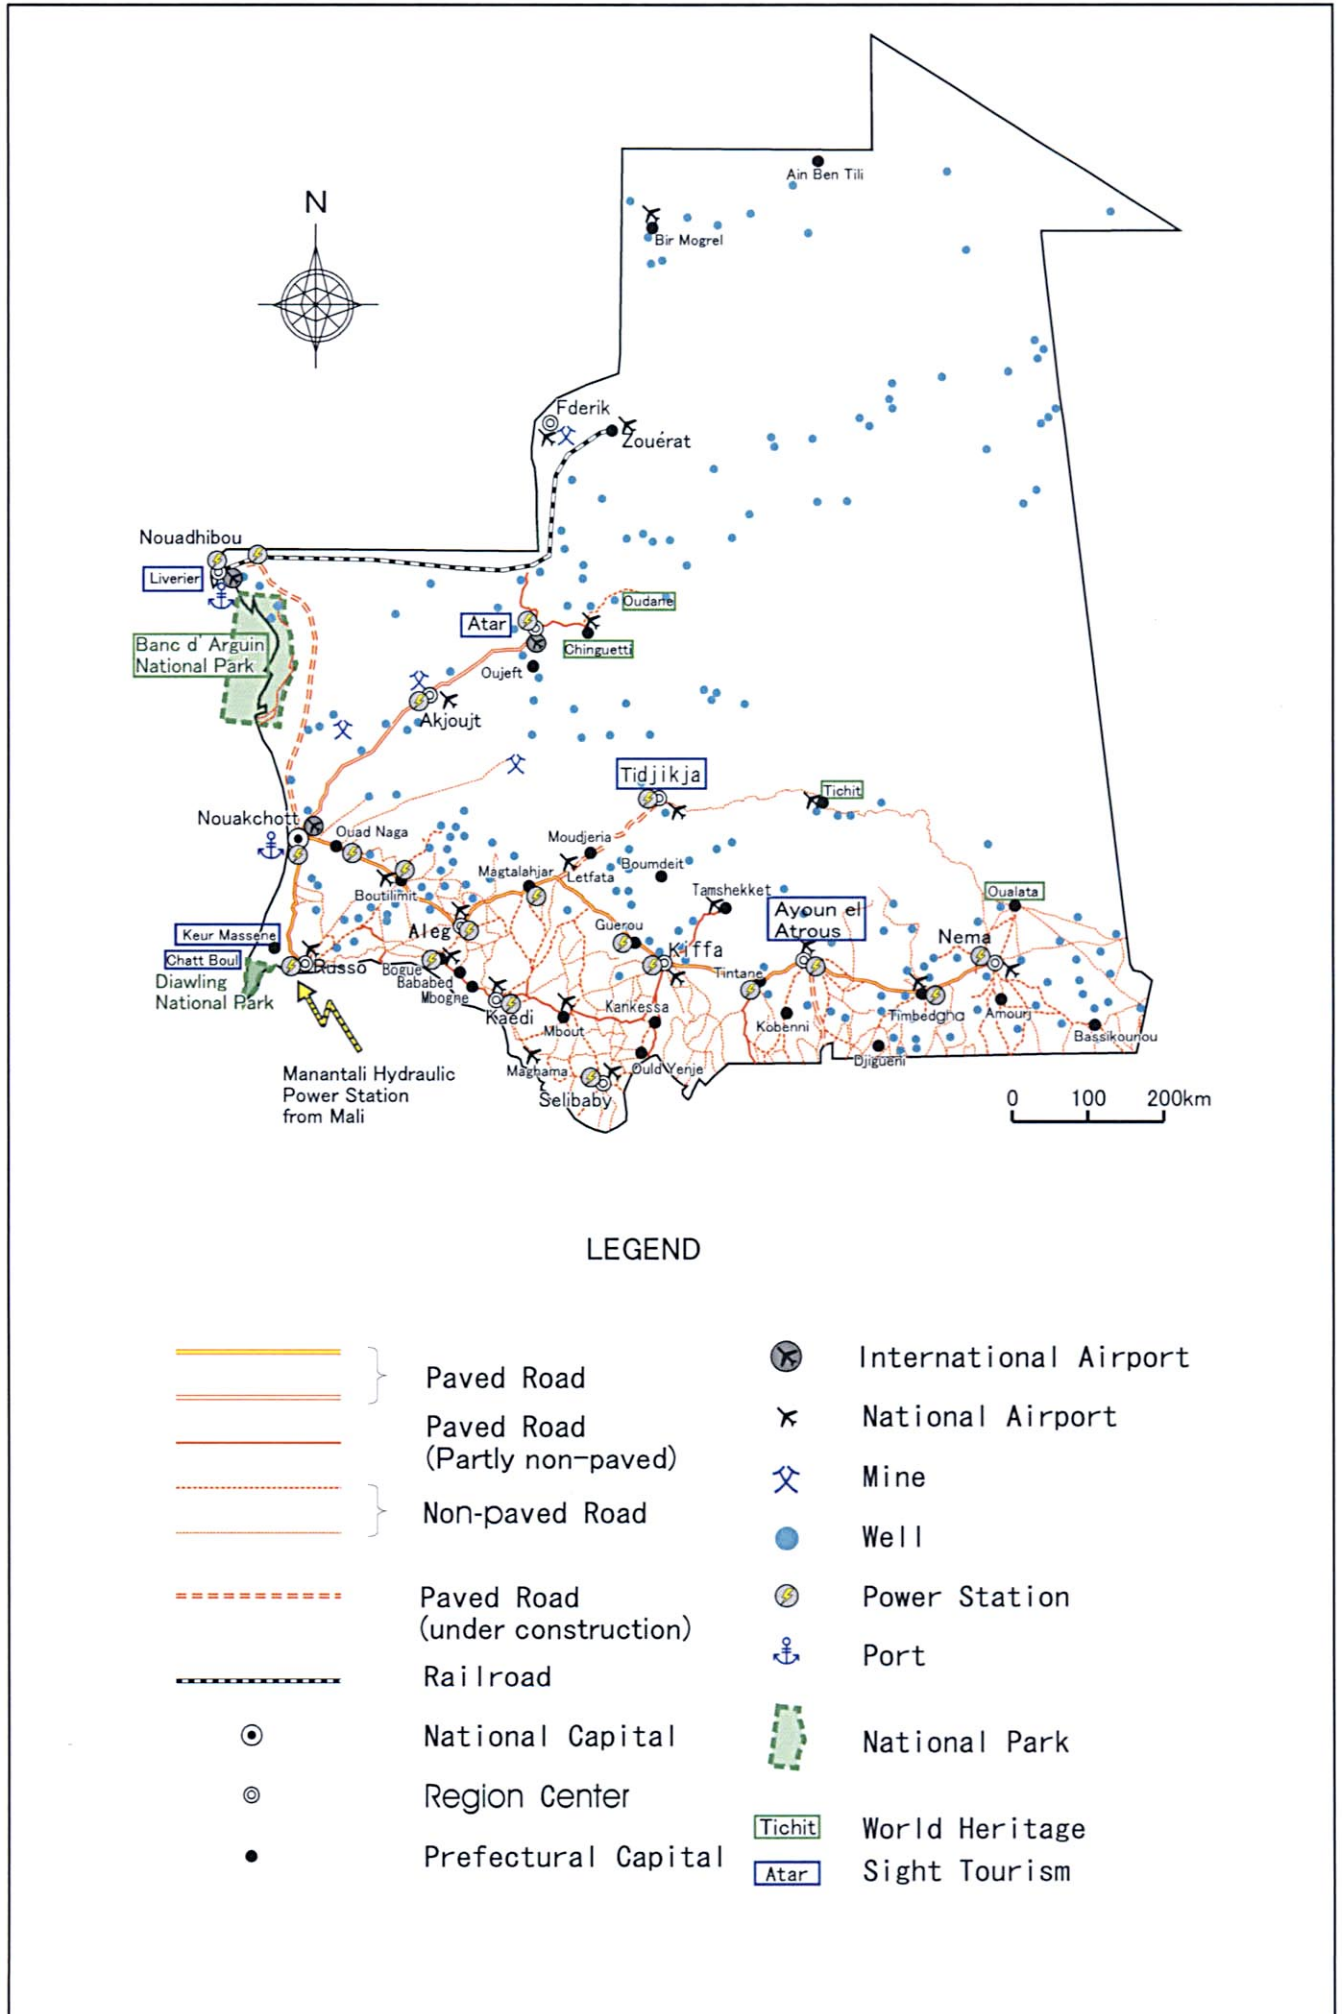 N
Ain Ben Tili
Bir Mogrel
Fderik
Zouérat
Nouadhibou
Liverier
Oudane
Atar
Banc d' Arguin
National Park
Chinguetti
Oujeft
Akjoujt
Tidjikja
Tichit
Nouakchott
Ouad Naga
Moudjeria
Boumdeit
Magtalahjar
Letfata
Boutilimit
Tamshekket
Oualata
Ayoun el
Atrous
Guerou
Aleg
Keur Massene
Nema
Kiffa
Chatt Boul
Russo
Bogue
Tintane
Diawling
National Park
Bababed
Mbogne
Kankessa
Kaedi
Mbout
Kobenni
Timbedgha
Amourj
Bassikounou
Djigueni
Maghama
Ould Yenje
Selibaby
Manantali Hydraulic
Power Station
from Mali
0 100 200km
LEGEND
Paved Road
Paved Road
(Partly non-paved)
Non-paved Road
Paved Road
(under construction)
Railroad
National Capital
Region Center
Prefectural Capital
International Airport
National Airport
Mine
Well
Power Station
Port
National Park
Tichit World Heritage
Atar Sight Tourism